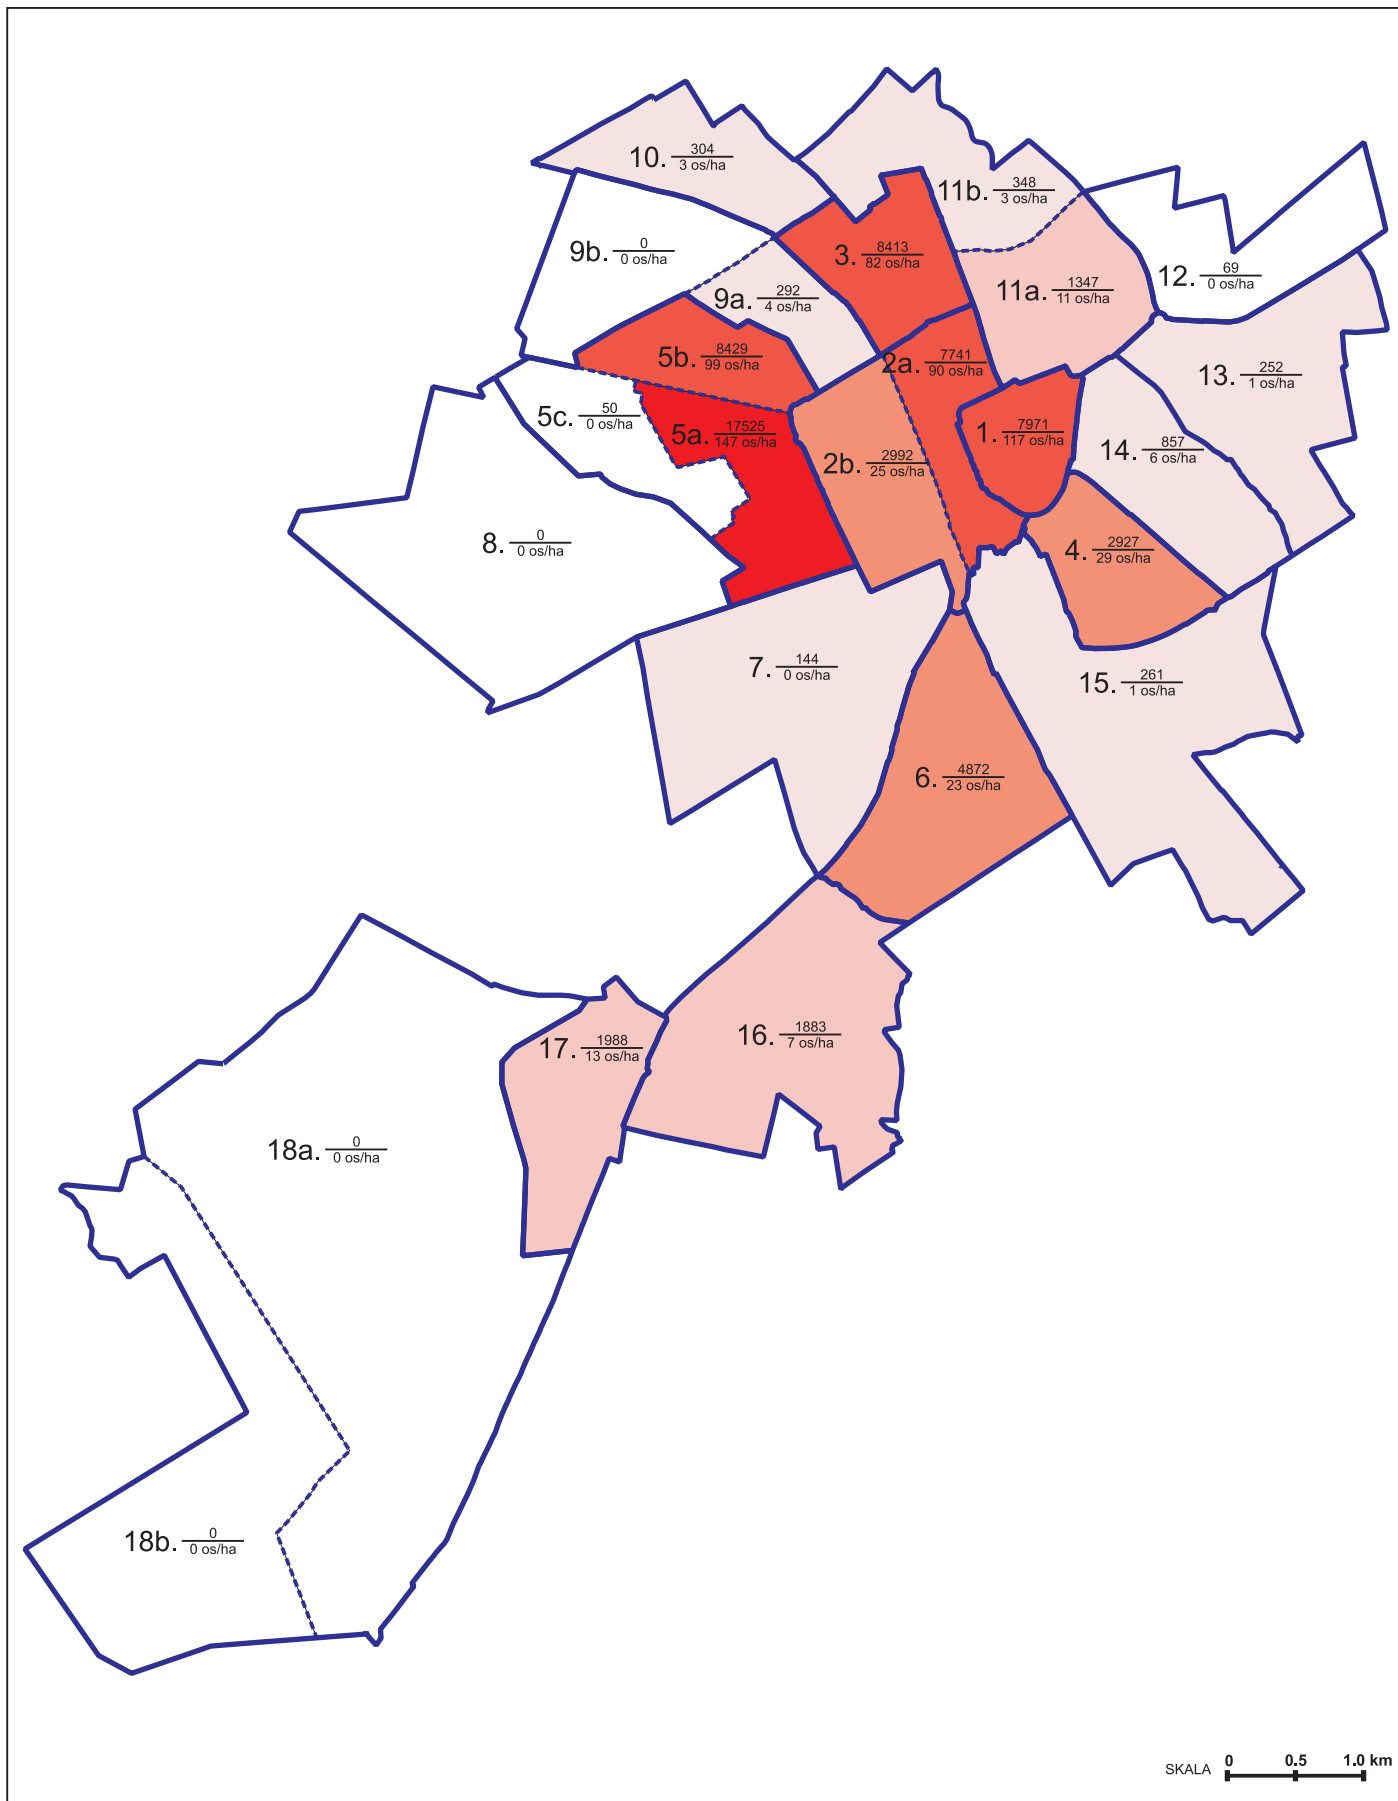 10. 304
3 os/ha
11b. 348
3 os/ha
9b. 0
0 os/ha
3. 8413
82 os/ha
12. 69
0 os/ha
9a. 292
4 os/ha
11a. 1347
11 os/ha
5b. 8429
99 os/ha
2a. 7741
90 os/ha
13. 252
1 os/ha
5c. 50
0 os/ha
5a. 17525
147 os/ha
1. 7971
117 os/ha
2b. 2992
25 os/ha
14. 857
6 os/ha
8. 0
0 os/ha
4. 2927
29 os/ha
7. 144
0 os/ha
15. 261
1 os/ha
6. 4872
23 os/ha
17. 1988
13 os/ha
16. 1883
7 os/ha
18a. 0
0 os/ha
18b. 0
0 os/ha
SKALA 0 0.5 1.0 km